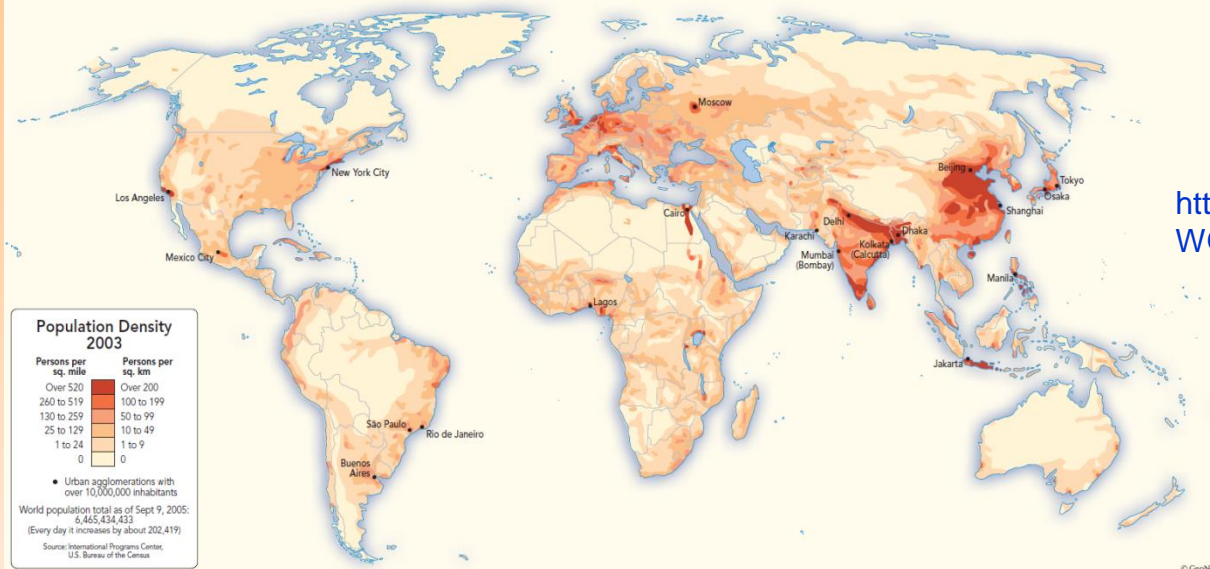 Moscow
New York City
Los Angeles
Mexico City
Beijing
Tokyo
Osaka
Shanghai
Cairo
Delhi
Dhaka
Karachi
Kolkata
(Calcutta)
Mumbai
(Bombay)
Manila
Lagos
Jakarta
São Paulo
Rio de Janeiro
Buenos
Aires
Population Density
2003
Persons per
sq. mile
Persons per
sq. km
Over 520 Over 200
260 to 519 100 to 199
130 to 259 50 to 99
25 to 129 10 to 49
1 to 24 1 to 9
0 0
• Urban agglomerations with
over 10,000,000 inhabitants
World population total as of Sept 9, 2005:
6,465,434,433
(Every day it increases by about 202,419)
Source: International Programs Center,
U.S. Bureau of the Census
htt
WO
© GeoN